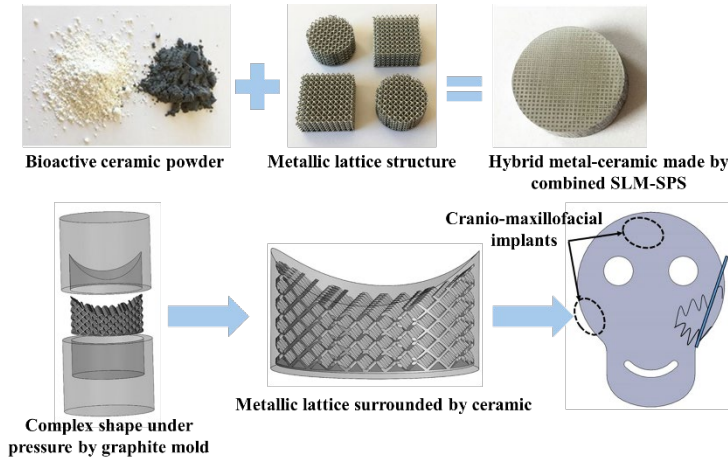 Bioactive ceramic powder
Metallic lattice structure
Hybrid metal-ceramic made by
combined SLM-SPS
Cranio-maxillofacial
implants
Complex shape under
pressure by graphite mold
Metallic lattice surrounded by ceramic